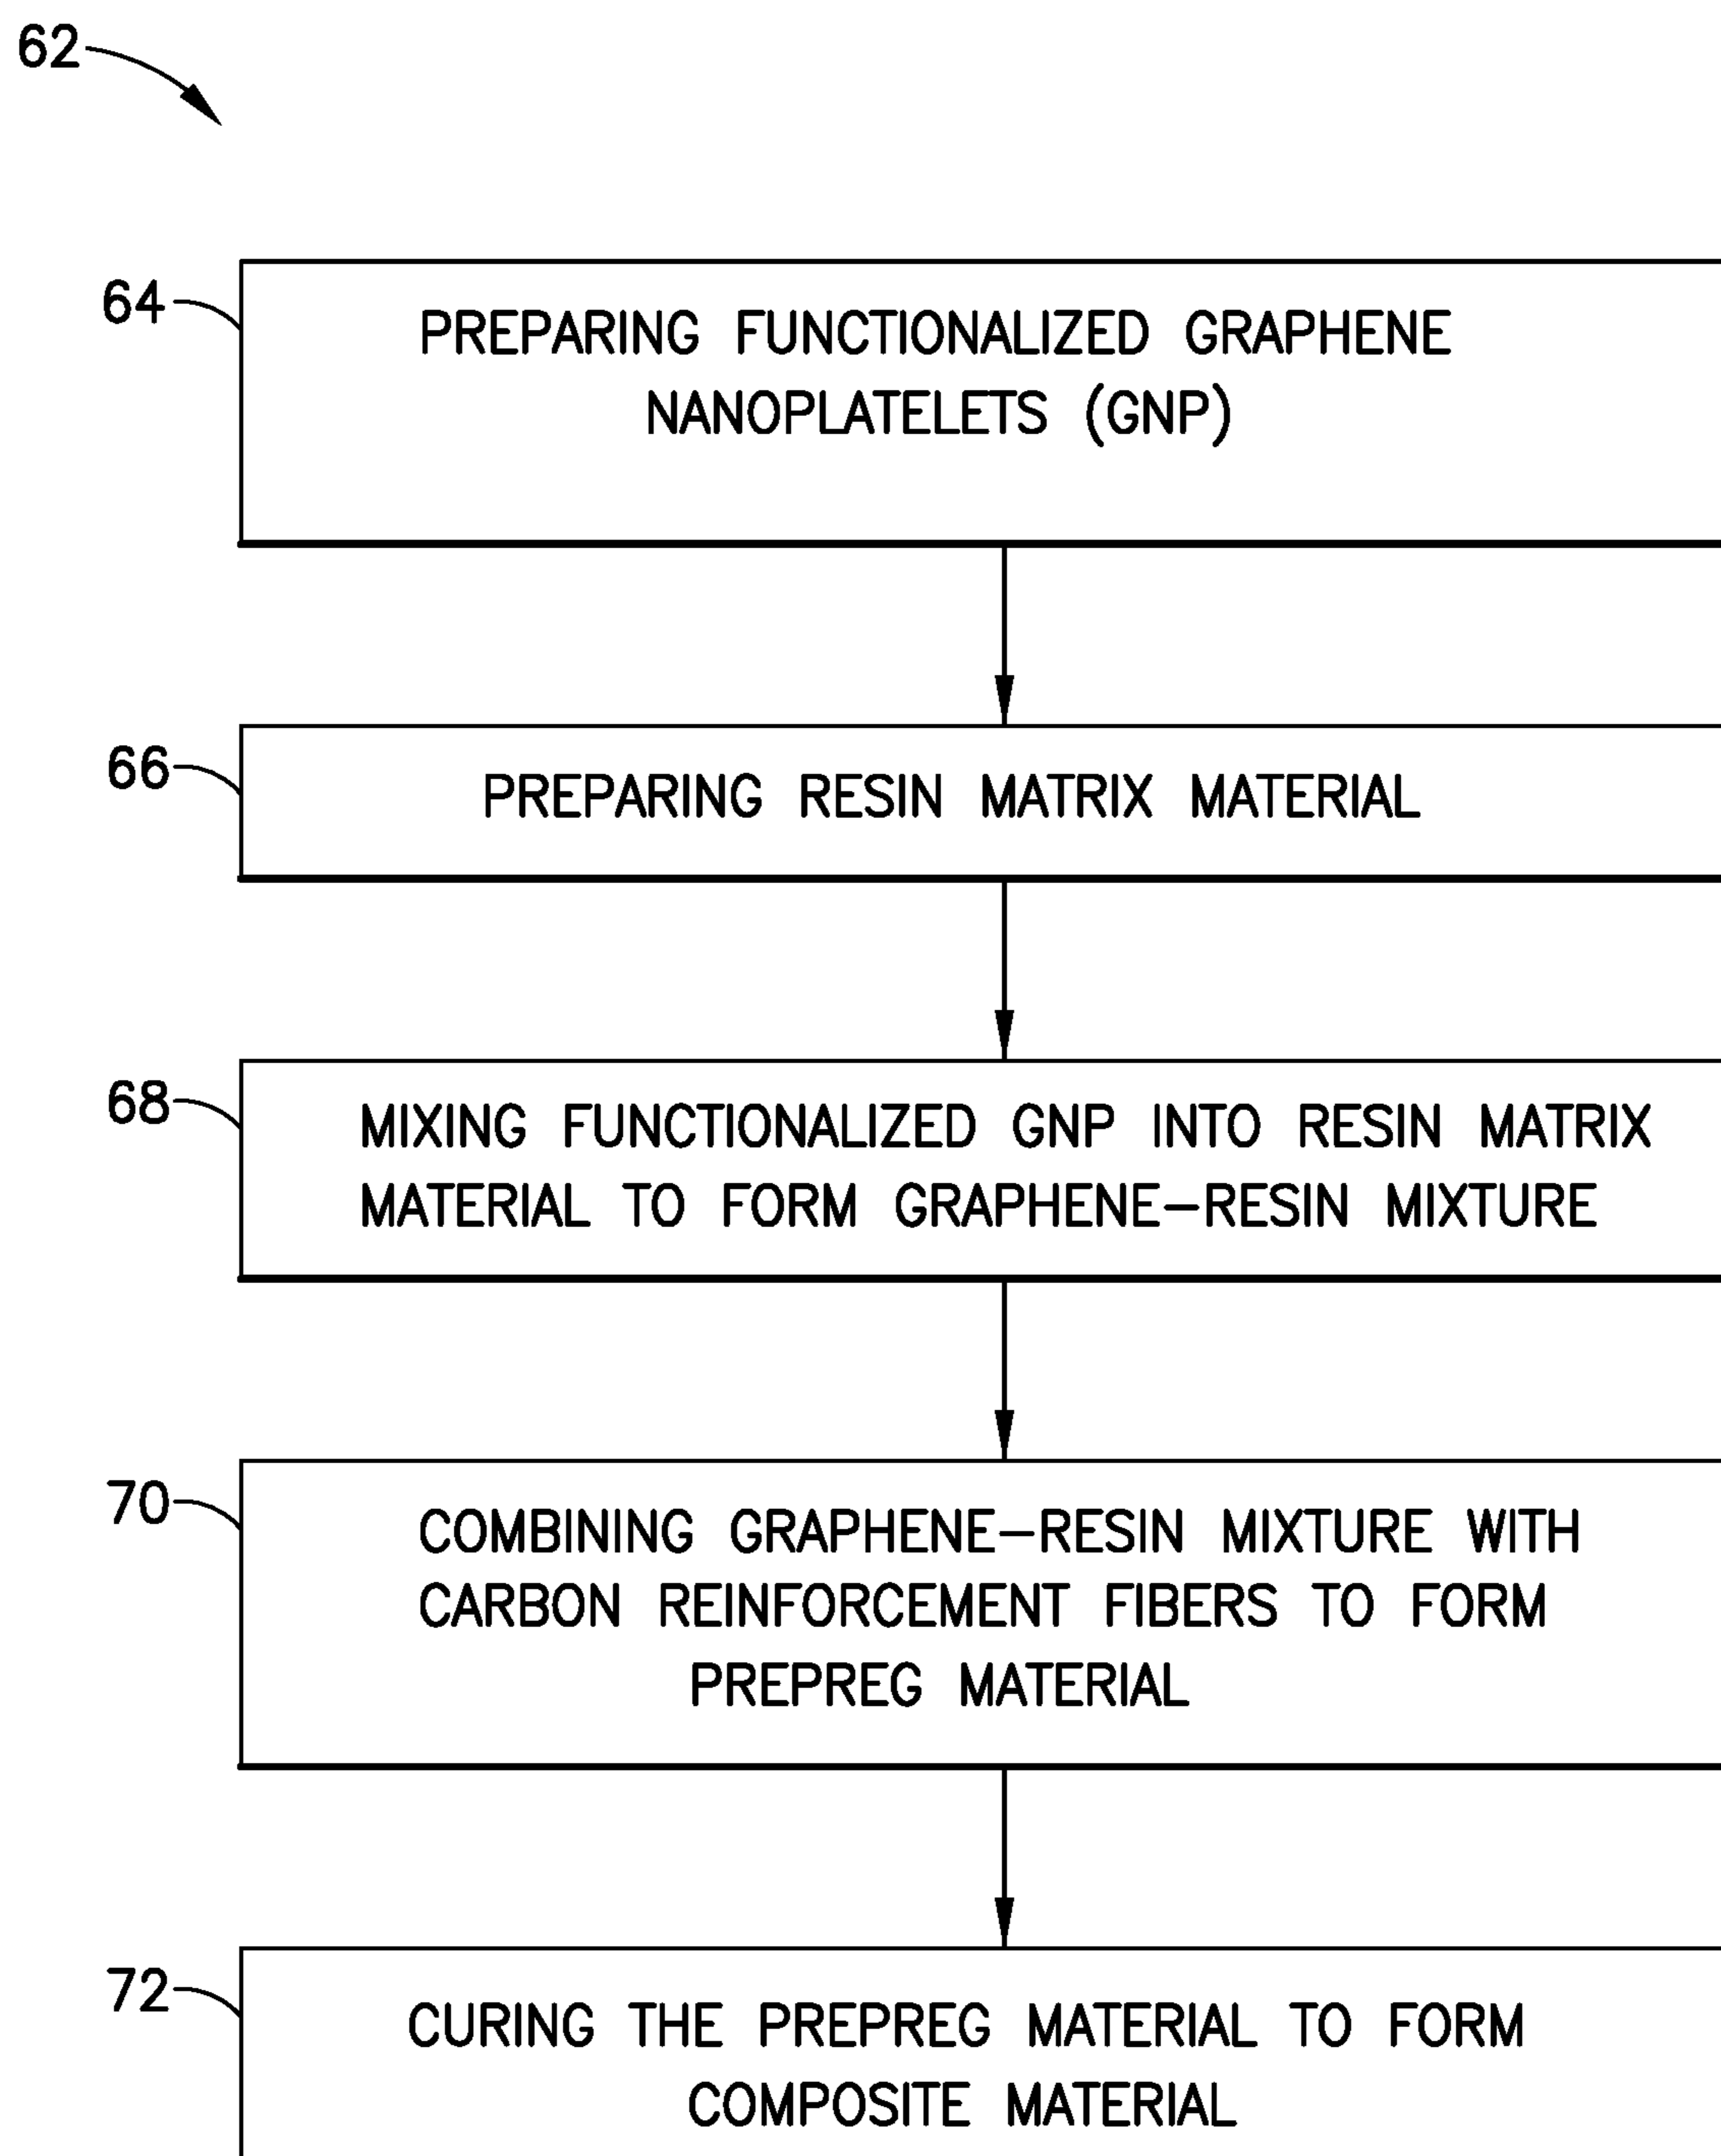 62
64
PREPARING FUNCTIONALIZED GRAPHENE
NANOPLATELETS (GNP)
66
PREPARING RESIN MATRIX MATERIAL
68
MIXING FUNCTIONALIZED GNP INTO RESIN MATRIX
MATERIAL TO FORM GRAPHENE–RESIN MIXTURE
70
COMBINING GRAPHENE–RESIN MIXTURE WITH
CARBON REINFORCEMENT FIBERS TO FORM
PREPREG MATERIAL
72
CURING THE PREPREG MATERIAL TO FORM
COMPOSITE MATERIAL